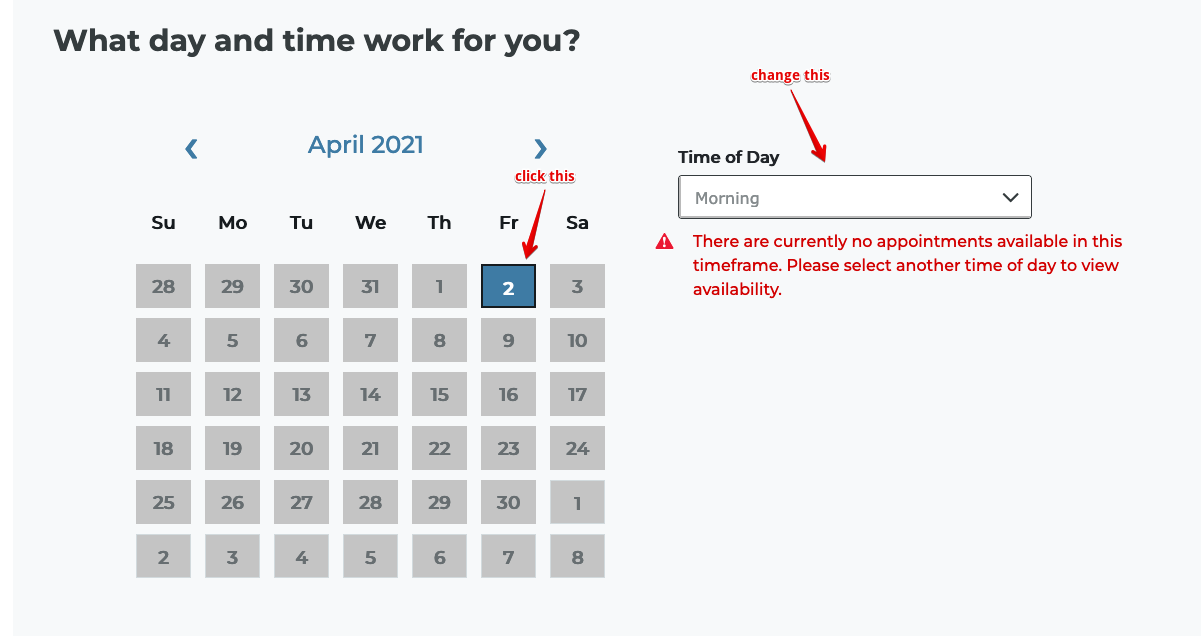 What day and time work for you?
change this
April 2021
Time of Day
click this
Morning
Su Mo Tu We Th Fr Sa
There are currently no appointments available in this
timeframe. Please select another time of day to view
availability.
28 29 30 31 1 2 3
4 5 6 7 8 9 10
11 12 13 14 15 16 17
18 19 20 21 22 23 24
25 26 27 28 29 30 1
2 3 4 5 6 7 8